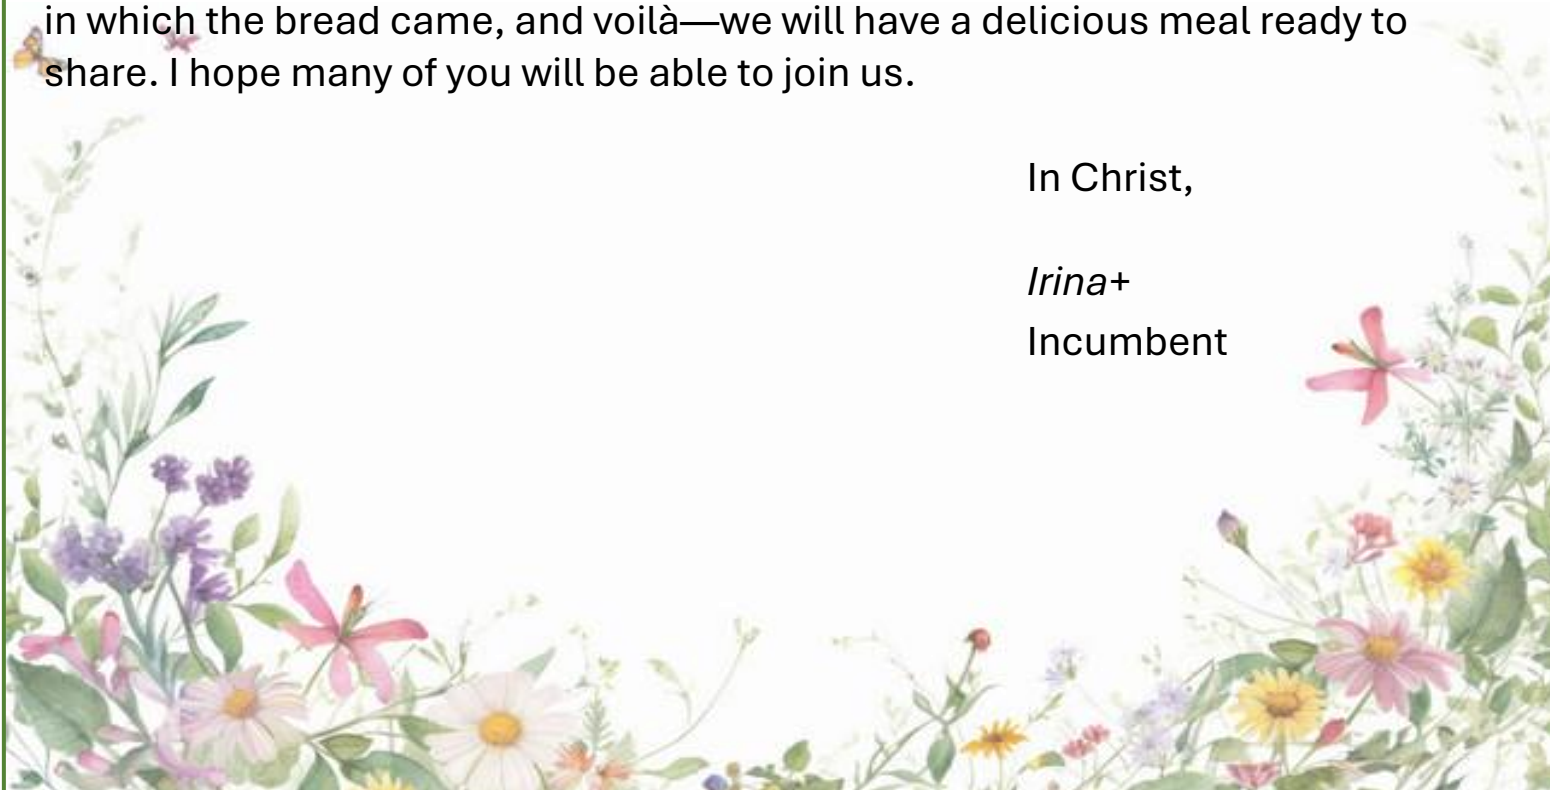 in which the bread came, and voilà—we will have a delicious meal ready to
share. I hope many of you will be able to join us.
In Christ,
Irina+
Incumbent